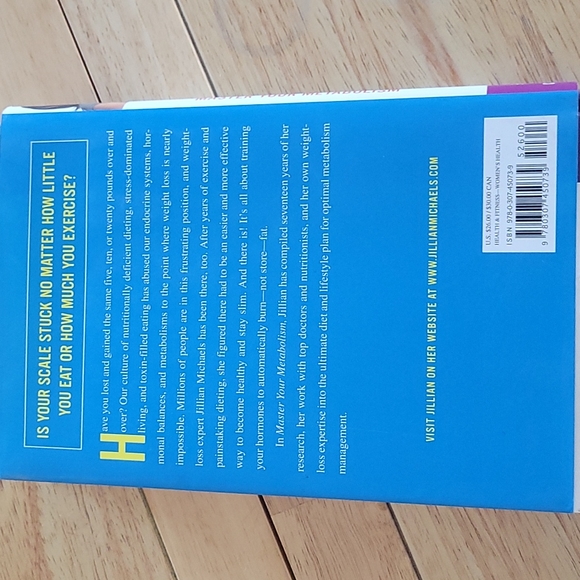 IS YOUR SCALE STUCK NO MATTER HOW LITTLE
YOU EAT OR HOW MUCH YOU EXERCISE?
Have you lost and gained the same five, ten, or twenty pounds over and
over? Our culture of nutritionally deficient dieting, stress-dominated
living, and toxin-filled eating has abused our endocrine systems, hor-
monal balances, and metabolisms to the point where weight loss is nearly
impossible. Millions of people are in this frustrating position, and weight-
loss expert Jillian Michaels has been there, too. After years of exercise and
painstaking dieting, she figured there had to be an easier and more effective
way to become healthy and stay slim. And there is! It's all about training
your hormones to automatically burn—not store—fat.
In Master Your Metabolism, Jillian has compiled seventeen years of her
research, her work with top doctors and nutritionists, and her own weight-
loss expertise into the ultimate diet and lifestyle plan for optimal metabolism
management.
VISIT JILLIAN ON HER WEBSITE AT WWW.JILLIANMICHAELS.COM
U.S. $26.00 / $30.00 CAN
HEALTH & FITNESS—WOMEN'S HEALTH
ISBN 978-0-307-45073-9
52600
9 780307 450739